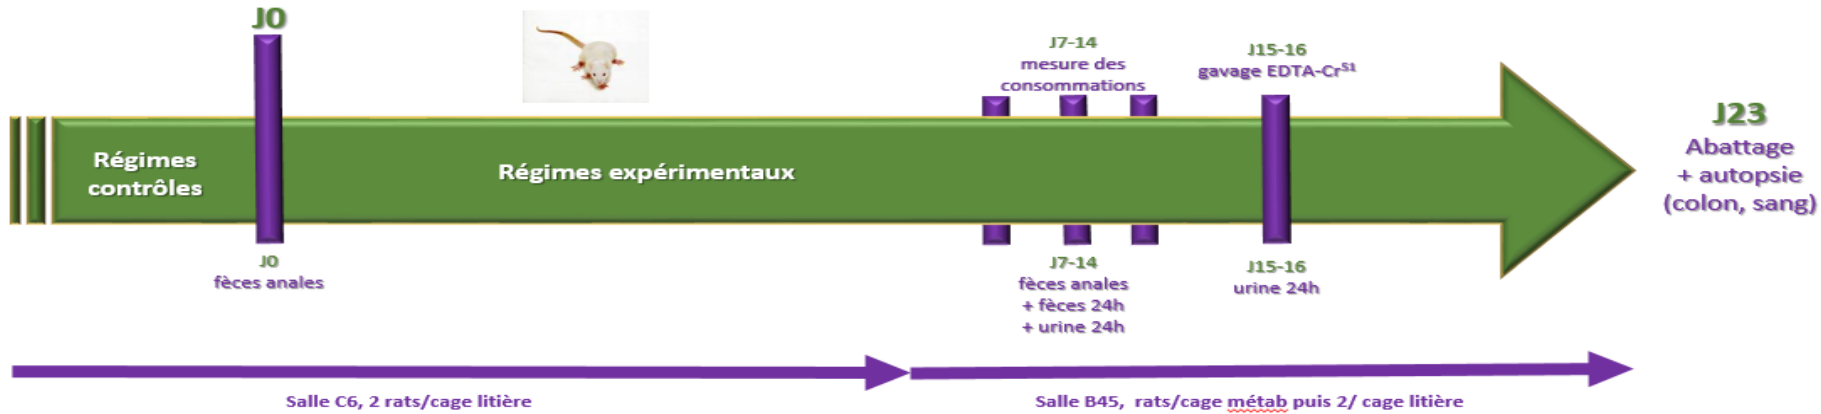 J0
J7-14
mesure des
consommations
J15-16
gavage EDTA-Cr⁵¹
Régimes
contrôles
Régimes expérimentaux
J23
Abattage
+ autopsie
(colon, sang)
J0
fèces anales
J7-14
fèces anales
+ fèces 24h
+ urine 24h
J15-16
urine 24h
Salle C6, 2 rats/cage litière
Salle B45, rats/cage métab puis 2/ cage litière